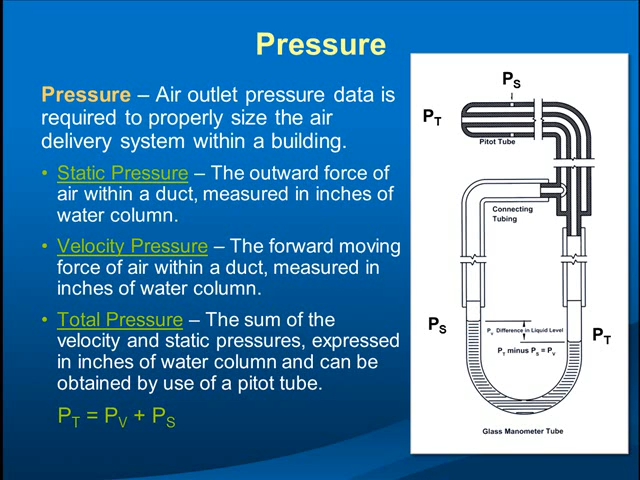 Pressure
Pressure – Air outlet pressure data is
required to properly size the air
delivery system within a building.
• Static Pressure – The outward force of
air within a duct, measured in inches of
water column.
• Velocity Pressure – The forward moving
force of air within a duct, measured in
inches of water column.
• Total Pressure – The sum of the
velocity and static pressures, expressed
in inches of water column and can be
obtained by use of a pitot tube.
P_T = P_V + P_S
P_S
P_T
Pitot Tube
Connecting
Tubing
P_S
P_V Difference in Liquid Level
P_T
P_T minus P_S = P_V
Glass Manometer Tube